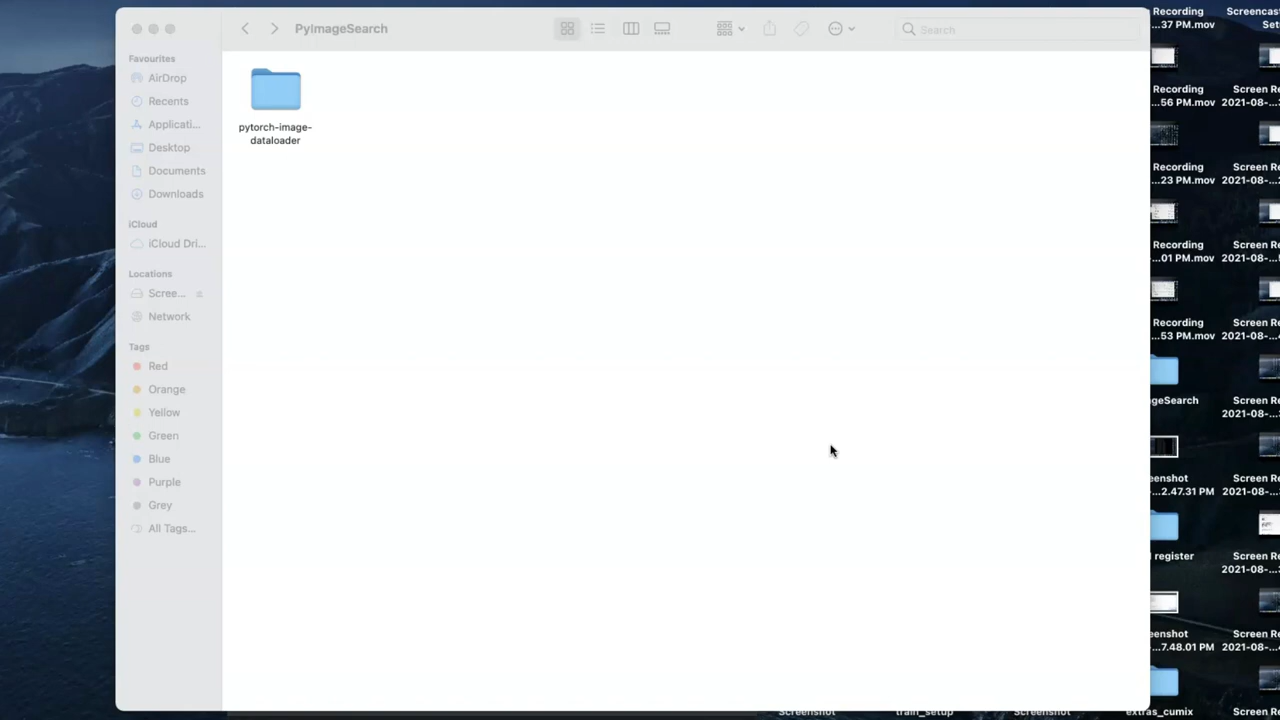 PyImageSearch
Search
Favourites
AirDrop
Recents
Applicati...
Desktop
Documents
Downloads
iCloud
iCloud Dri...
Locations
Scree...
Network
Tags
Red
Orange
Yellow
Green
Blue
Purple
Grey
All Tags...
pytorch-image-
dataloader
Recording
...37 PM.mov
Recording
...56 PM.mov
Recording
...23 PM.mov
Recording
...01 PM.mov
Recording
...53 PM.mov
ageSearch
eenshot
...2.47.31 PM
register
eenshot
...7.48.01 PM
extras_cumix
Screencas
Set
Screen Re
2021-08-...
Screen Re
2021-08-...
Screen Re
2021-08-...
Screen Re
2021-08-...
Screen Re
2021-08-...
Screen Re
2021-08-...
Screen Re
2021-08-...
Screen Re
2021-08-...
Screen Re
Screenshot
train_setup
Screenshot